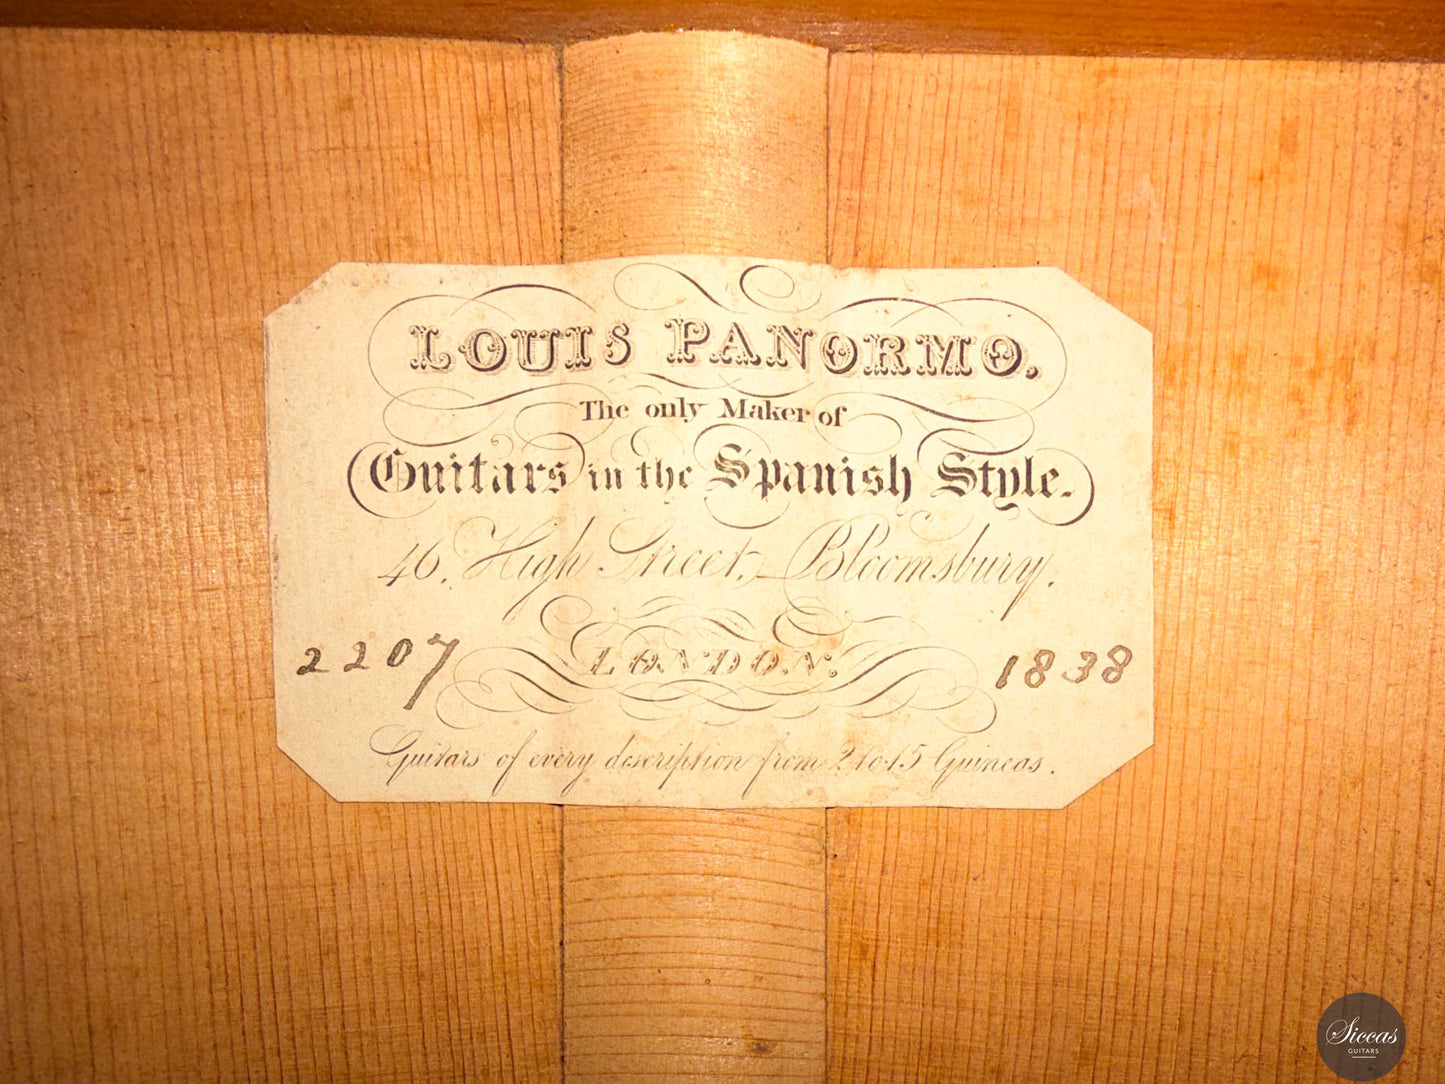 LOUIS PANORMO,
The only Maker of
Guitars in the Spanish Style.
46, High Street, Bloomsbury.
2207 LONDON: 1838
Guitars of every description from 2 to 15 Guineas.
Siccas
GUITARS